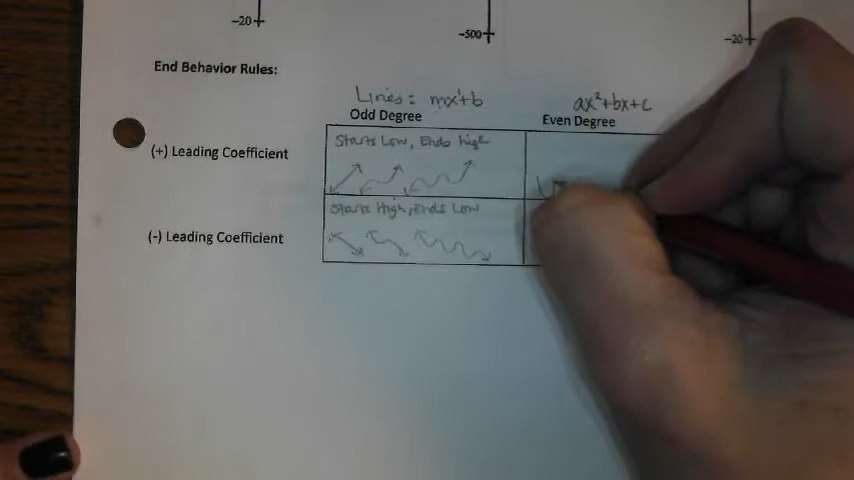 -20
-500
-20
End Behavior Rules:
Lines: mx¹+b
ax²+bx+c
Odd Degree
Even Degree
(+) Leading Coefficient
Starts Low, Ends high
(-) Leading Coefficient
Starts High, Ends Low